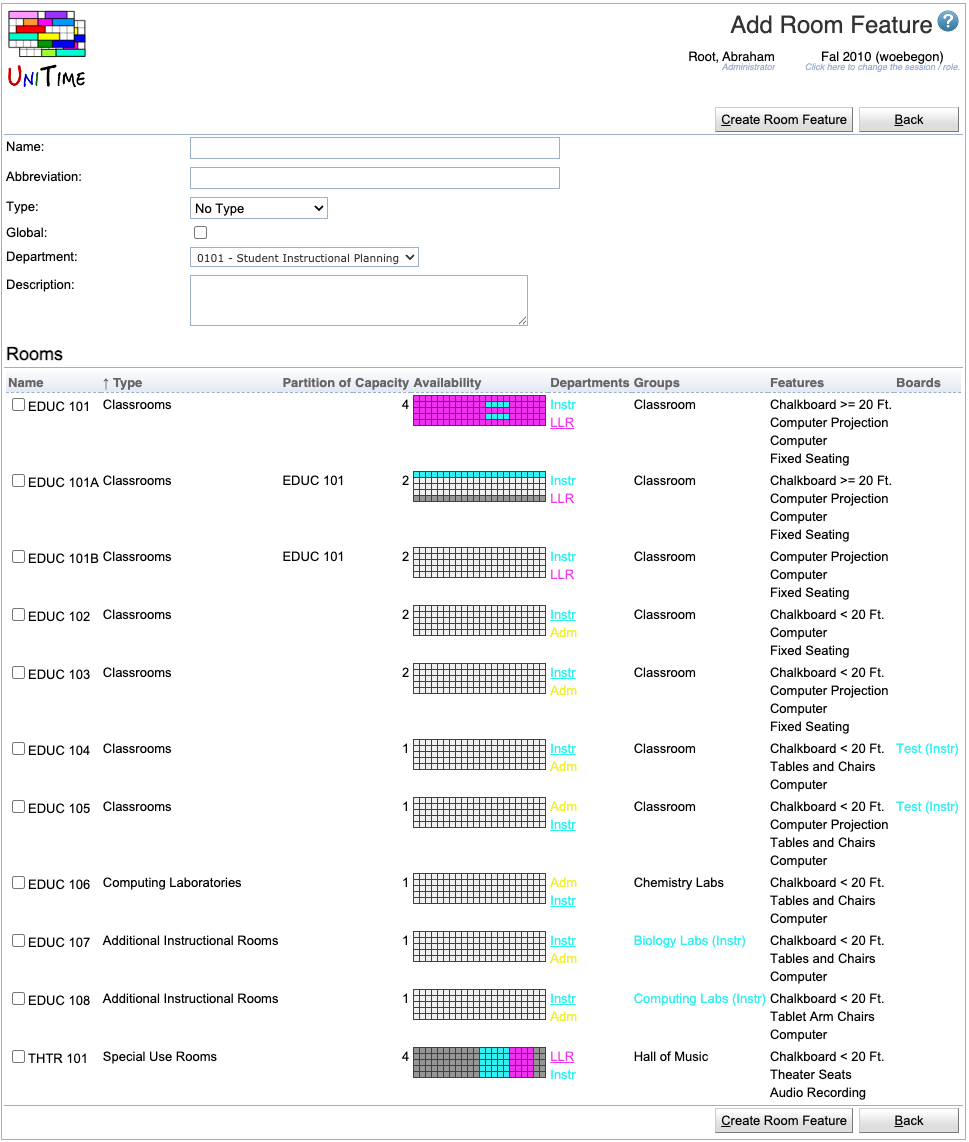 Add Room Feature
?
UniTime
Root, Abraham
Administrator
Fal 2010 (woebegon)
Click here to change the session / role.
Create Room Feature
Back
Name:
Abbreviation:
Type:
No Type
Global:
Department:
0101 - Student Instructional Planning
Description:
Rooms
Name ↑ Type Partition of Capacity Availability Departments Groups Features Boards
EDUC 101 Classrooms 4 Instr Classroom Chalkboard >= 20 Ft.
LLR Computer Projection
Computer
Fixed Seating
EDUC 101A Classrooms EDUC 101 2 Instr Classroom Chalkboard >= 20 Ft.
LLR Computer Projection
Computer
Fixed Seating
EDUC 101B Classrooms EDUC 101 2 Instr Classroom Computer Projection
LLR Computer
Fixed Seating
EDUC 102 Classrooms 2 Instr Classroom Chalkboard < 20 Ft.
Adm Computer
Fixed Seating
EDUC 103 Classrooms 2 Instr Classroom Chalkboard < 20 Ft.
Adm Computer Projection
Computer
Fixed Seating
EDUC 104 Classrooms 1 Instr Classroom Chalkboard < 20 Ft. Test (Instr)
Adm Tables and Chairs
Computer
EDUC 105 Classrooms 1 Adm Classroom Chalkboard < 20 Ft. Test (Instr)
Instr Computer Projection
Tables and Chairs
Computer
EDUC 106 Computing Laboratories 1 Adm Chemistry Labs Chalkboard < 20 Ft.
Instr Tables and Chairs
Computer
EDUC 107 Additional Instructional Rooms 1 Instr Biology Labs (Instr) Chalkboard < 20 Ft.
Adm Tables and Chairs
Computer
EDUC 108 Additional Instructional Rooms 1 Instr Computing Labs (Instr) Chalkboard < 20 Ft.
Adm Tablet Arm Chairs
Computer
THTR 101 Special Use Rooms 4 LLR Hall of Music Chalkboard < 20 Ft.
Instr Theater Seats
Audio Recording
Create Room Feature
Back